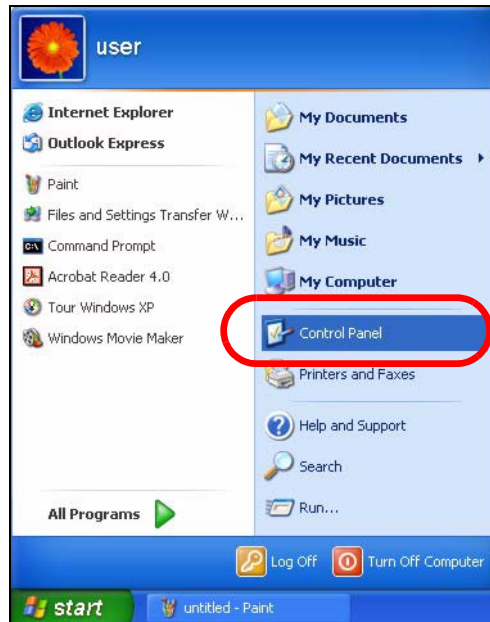 user
Internet Explorer
Outlook Express
Paint
Files and Settings Transfer W...
Command Prompt
Acrobat Reader 4.0
Tour Windows XP
Windows Movie Maker
All Programs
My Documents
My Recent Documents
My Pictures
My Music
My Computer
Control Panel
Printers and Faxes
Help and Support
Search
Run...
Log Off
Turn Off Computer
start
untitled - Paint